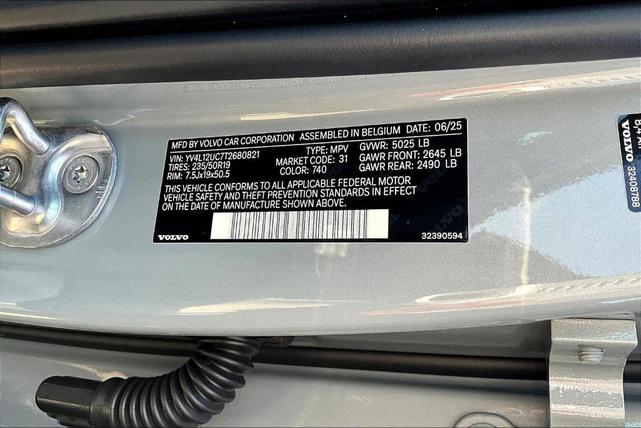 MFD BY VOLVO CAR CORPORATION ASSEMBLED IN BELGIUM DATE: 06/25
VIN: YV4L12UC7T2680821 TYPE: MPV GVWR: 5025 LB
TIRES: 235/50R19 MARKET CODE: 31 GAWR FRONT: 2645 LB
RIM: 7.5Jx19x50.5 COLOR: 740 GAWR REAR: 2490 LB
THIS VEHICLE CONFORMS TO ALL APPLICABLE FEDERAL MOTOR
VEHICLE SAFETY AND THEFT PREVENTION STANDARDS IN EFFECT
ON THE DATE OF MANUFACTURE SHOWN ABOVE.
VOLVO 32390594
VOLVO
32408788